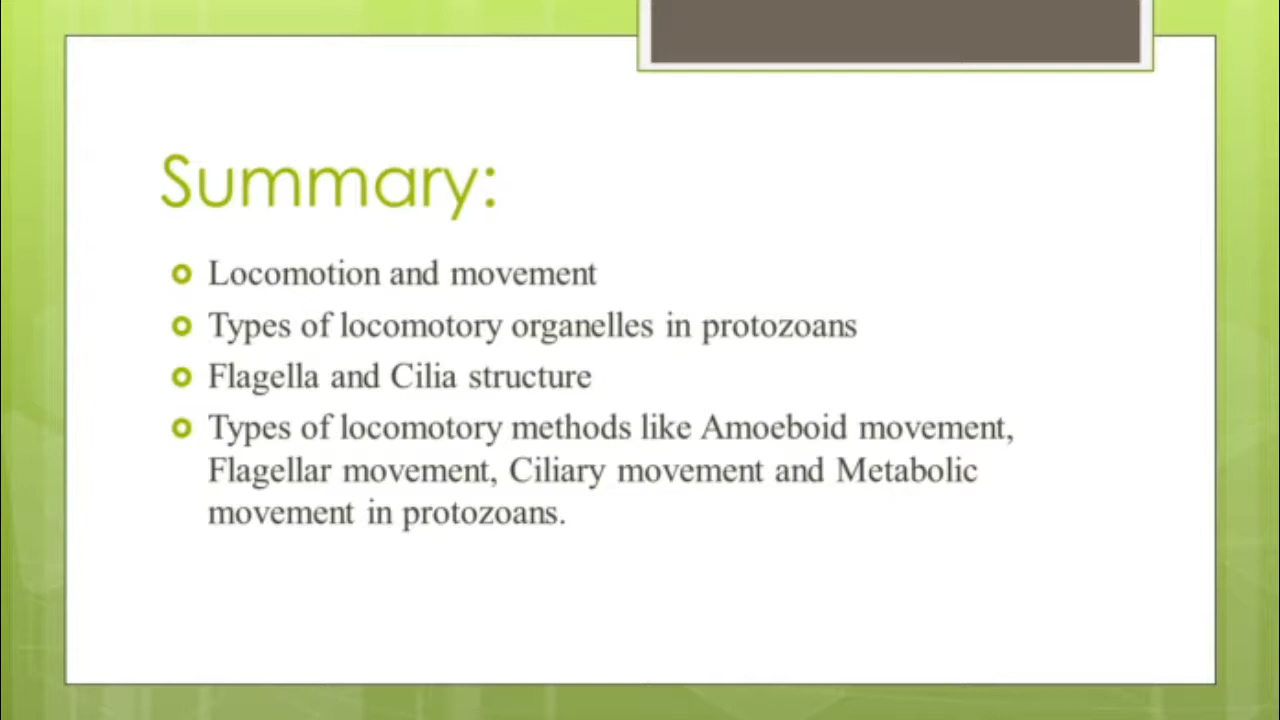 Summary:
Locomotion and movement
Types of locomotory organelles in protozoans
Flagella and Cilia structure
Types of locomotory methods like Amoeboid movement,
Flagellar movement, Ciliary movement and Metabolic
movement in protozoans.